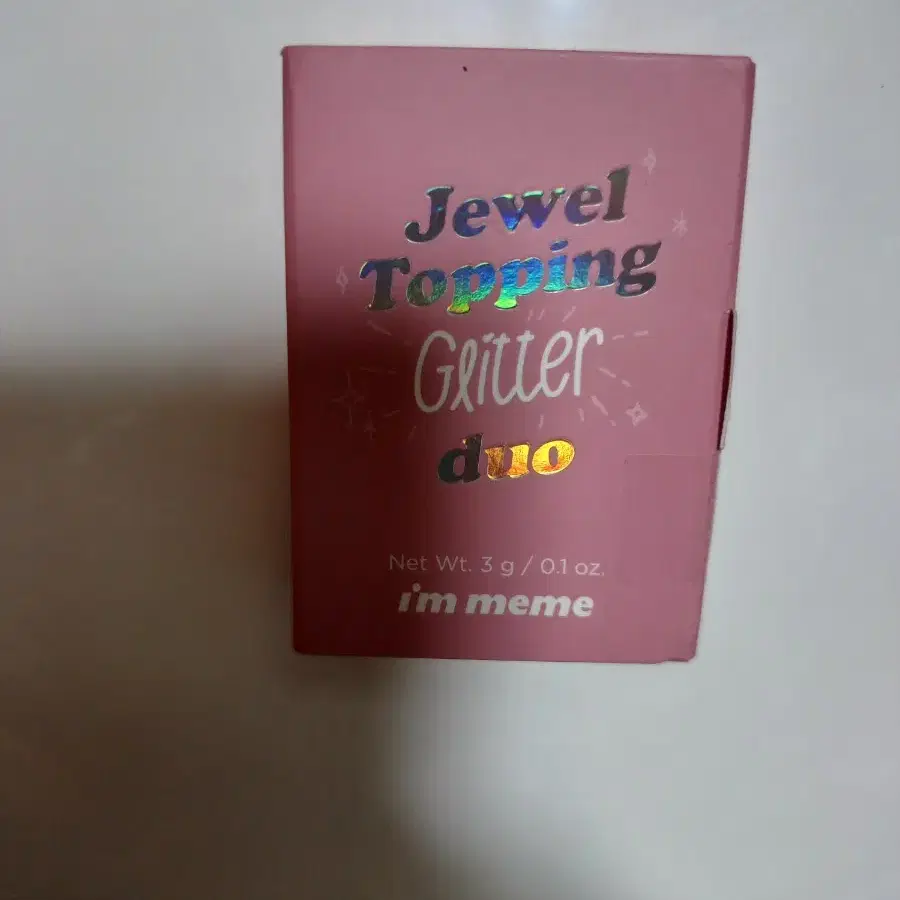 Jewel
Topping
Glitter
duo
Net Wt. 3 g / 0.1 oz.
i'm meme